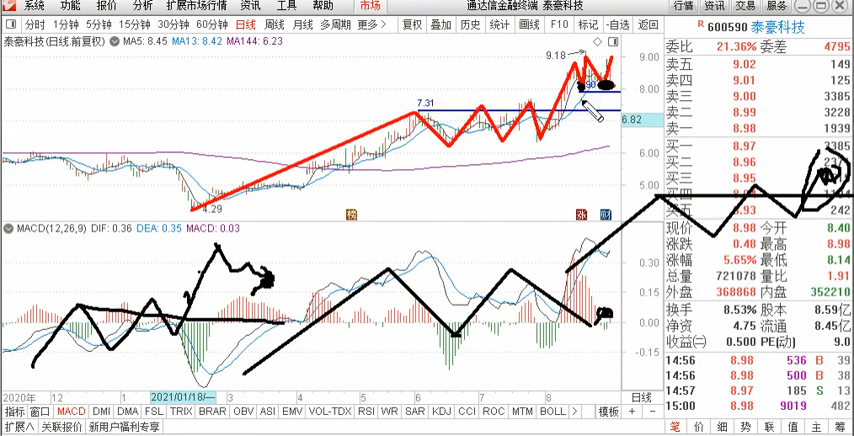 系统 功能 报价 分析 扩展市场行情 资讯 工具 帮助 市场 通达信金融终端 泰豪科技 行情 资讯 交易 服务
分时 1分钟 5分钟 15分钟 30分钟 60分钟 日线 周线 月线 多周期 更多> 复权 叠加 历史 统计 画线 F10 标记 -自选 返回
R 600590 泰豪科技
泰豪科技(日线.前复权) MA5: 8.45 MA13: 8.42 MA144: 6.23
委比 21.36% 委差 4795
9.18
9.00
卖五 9.02 149
卖四 9.01 125
卖三 9.00 3385
卖二 8.99 3228
卖一 8.98 1939
7.31
6.82
6.00
5.00
4.29
榜 涨 财
买一 8.97 2385
买二 8.96
买三 8.95
买四
买五 8.93 242
MACD(12,26,9) DIF: 0.36 DEA: 0.35 MACD: 0.03
0.30
0.15
0.00
-0.15
现价 8.98 今开 8.40
涨跌 0.48 最高 8.98
涨幅 5.65% 最低 8.14
总量 721078 量比 1.91
外盘 368868 内盘 352210
换手 8.53% 股本 8.59亿
净资 4.75 流通 8.45亿
收益㈠ 0.500 PE(动) 9.0
14:56 8.98 536 B 39
14:56 8.98 500 B 38
14:57 8.97 185 S 13
15:00 8.98 9019 482
2020年 12 1 2021/01/18/一 3 4 5 6 7 8 日线
指标 窗口 MACD DMI DMA FSL TRIX BRAR OBV ASI EMV VOL-TDX RSI WR SAR KDJ CCI ROC MTM BOLL > 模板 + −
扩展∧ 关联报价 新用户福利专享
笔 价 细 势 联 值 主 筹